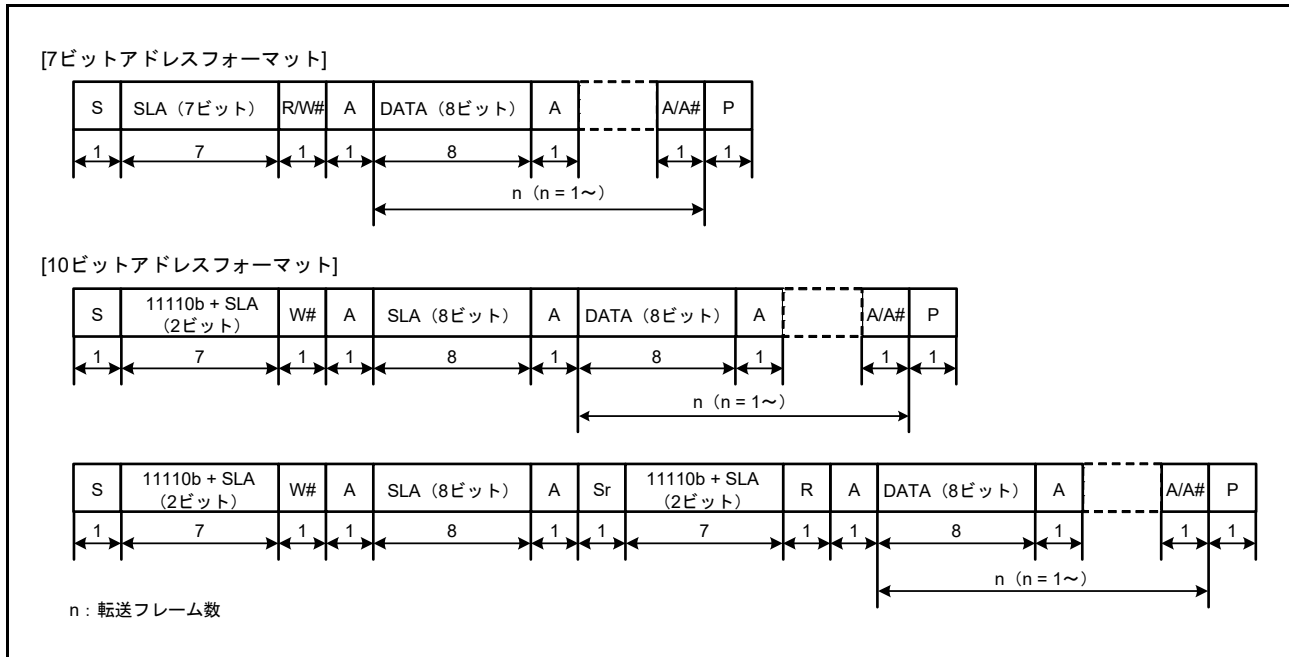 [7ビットアドレスフォーマット]
S SLA（7ビット） R/W# A DATA（8ビット） A A/A# P
1 7 1 1 8 1 1 1
n（n = 1～）
[10ビットアドレスフォーマット]
S 11110b + SLA（2ビット） W# A SLA（8ビット） A DATA（8ビット） A A/A# P
1 7 1 1 8 1 8 1 1 1
n（n = 1～）
S 11110b + SLA（2ビット） W# A SLA（8ビット） A Sr 11110b + SLA（2ビット） R A DATA（8ビット） A A/A# P
1 7 1 1 8 1 1 7 1 1 8 1 1 1
n（n = 1～）
n：転送フレーム数